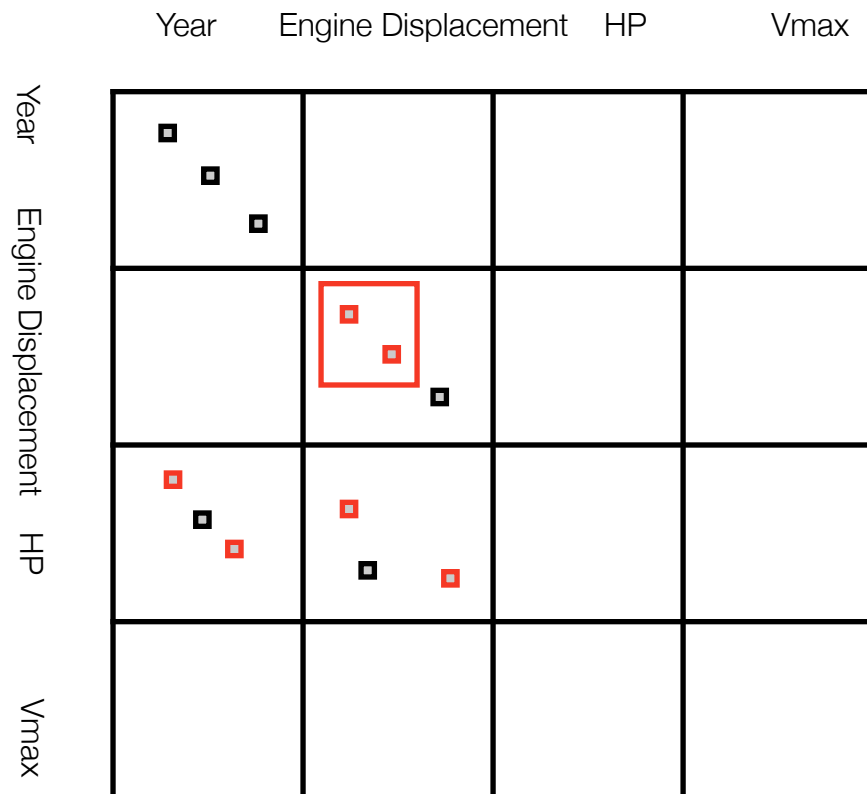 Year Engine Displacement HP Vmax
Year
Engine Displacement
HP
Vmax